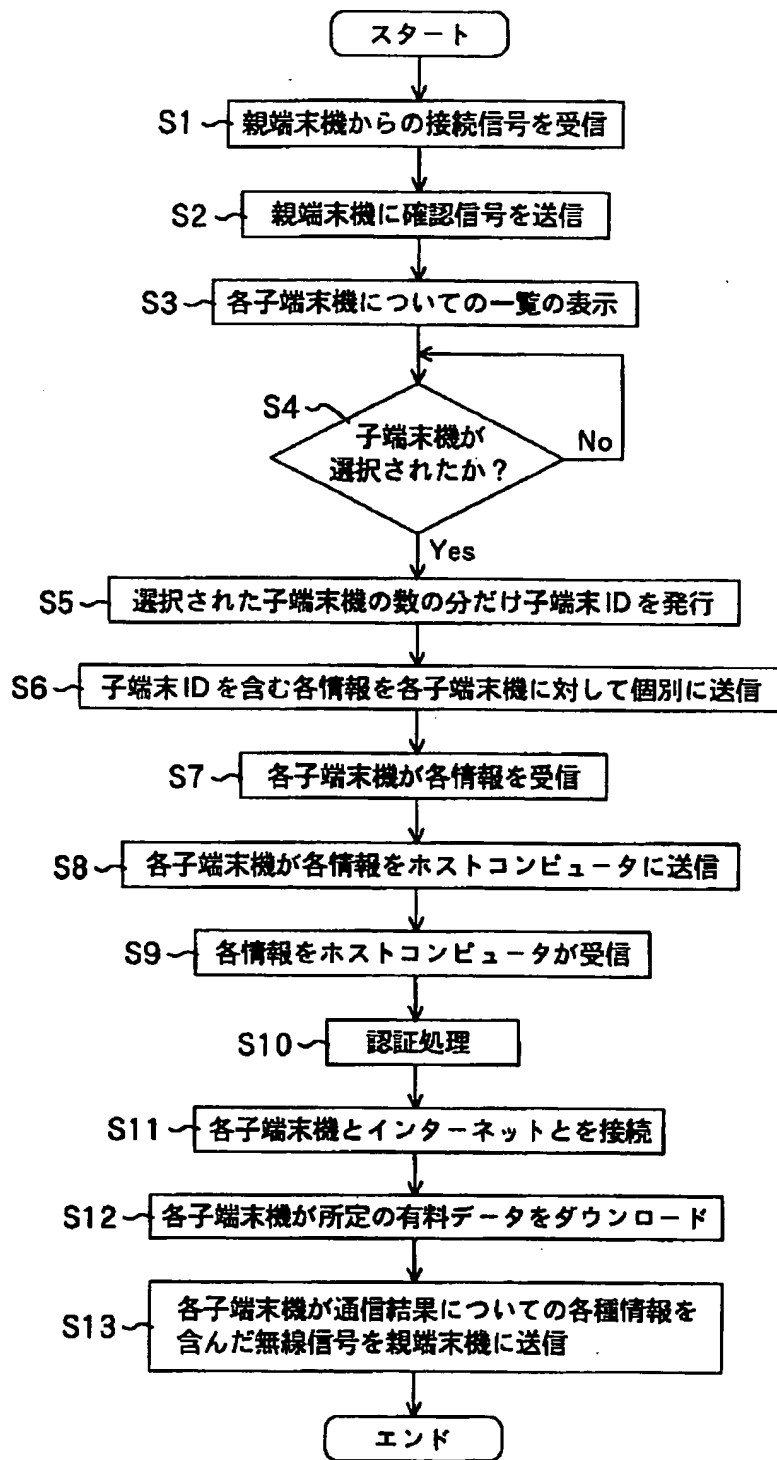 スタート
S1 親端末機からの接続信号を受信
S2 親端末機に確認信号を送信
S3 各子端末機についての一覧の表示
S4
子端末機が
選択されたか？
No
Yes
S5 選択された子端末機の数の分だけ子端末IDを発行
S6 子端末IDを含む各情報を各子端末機に対して個別に送信
S7 各子端末機が各情報を受信
S8 各子端末機が各情報をホストコンピュータに送信
S9 各情報をホストコンピュータが受信
S10 認証処理
S11 各子端末機とインターネットとを接続
S12 各子端末機が所定の有料データをダウンロード
S13 各子端末機が通信結果についての各種情報を
含んだ無線信号を親端末機に送信
エンド